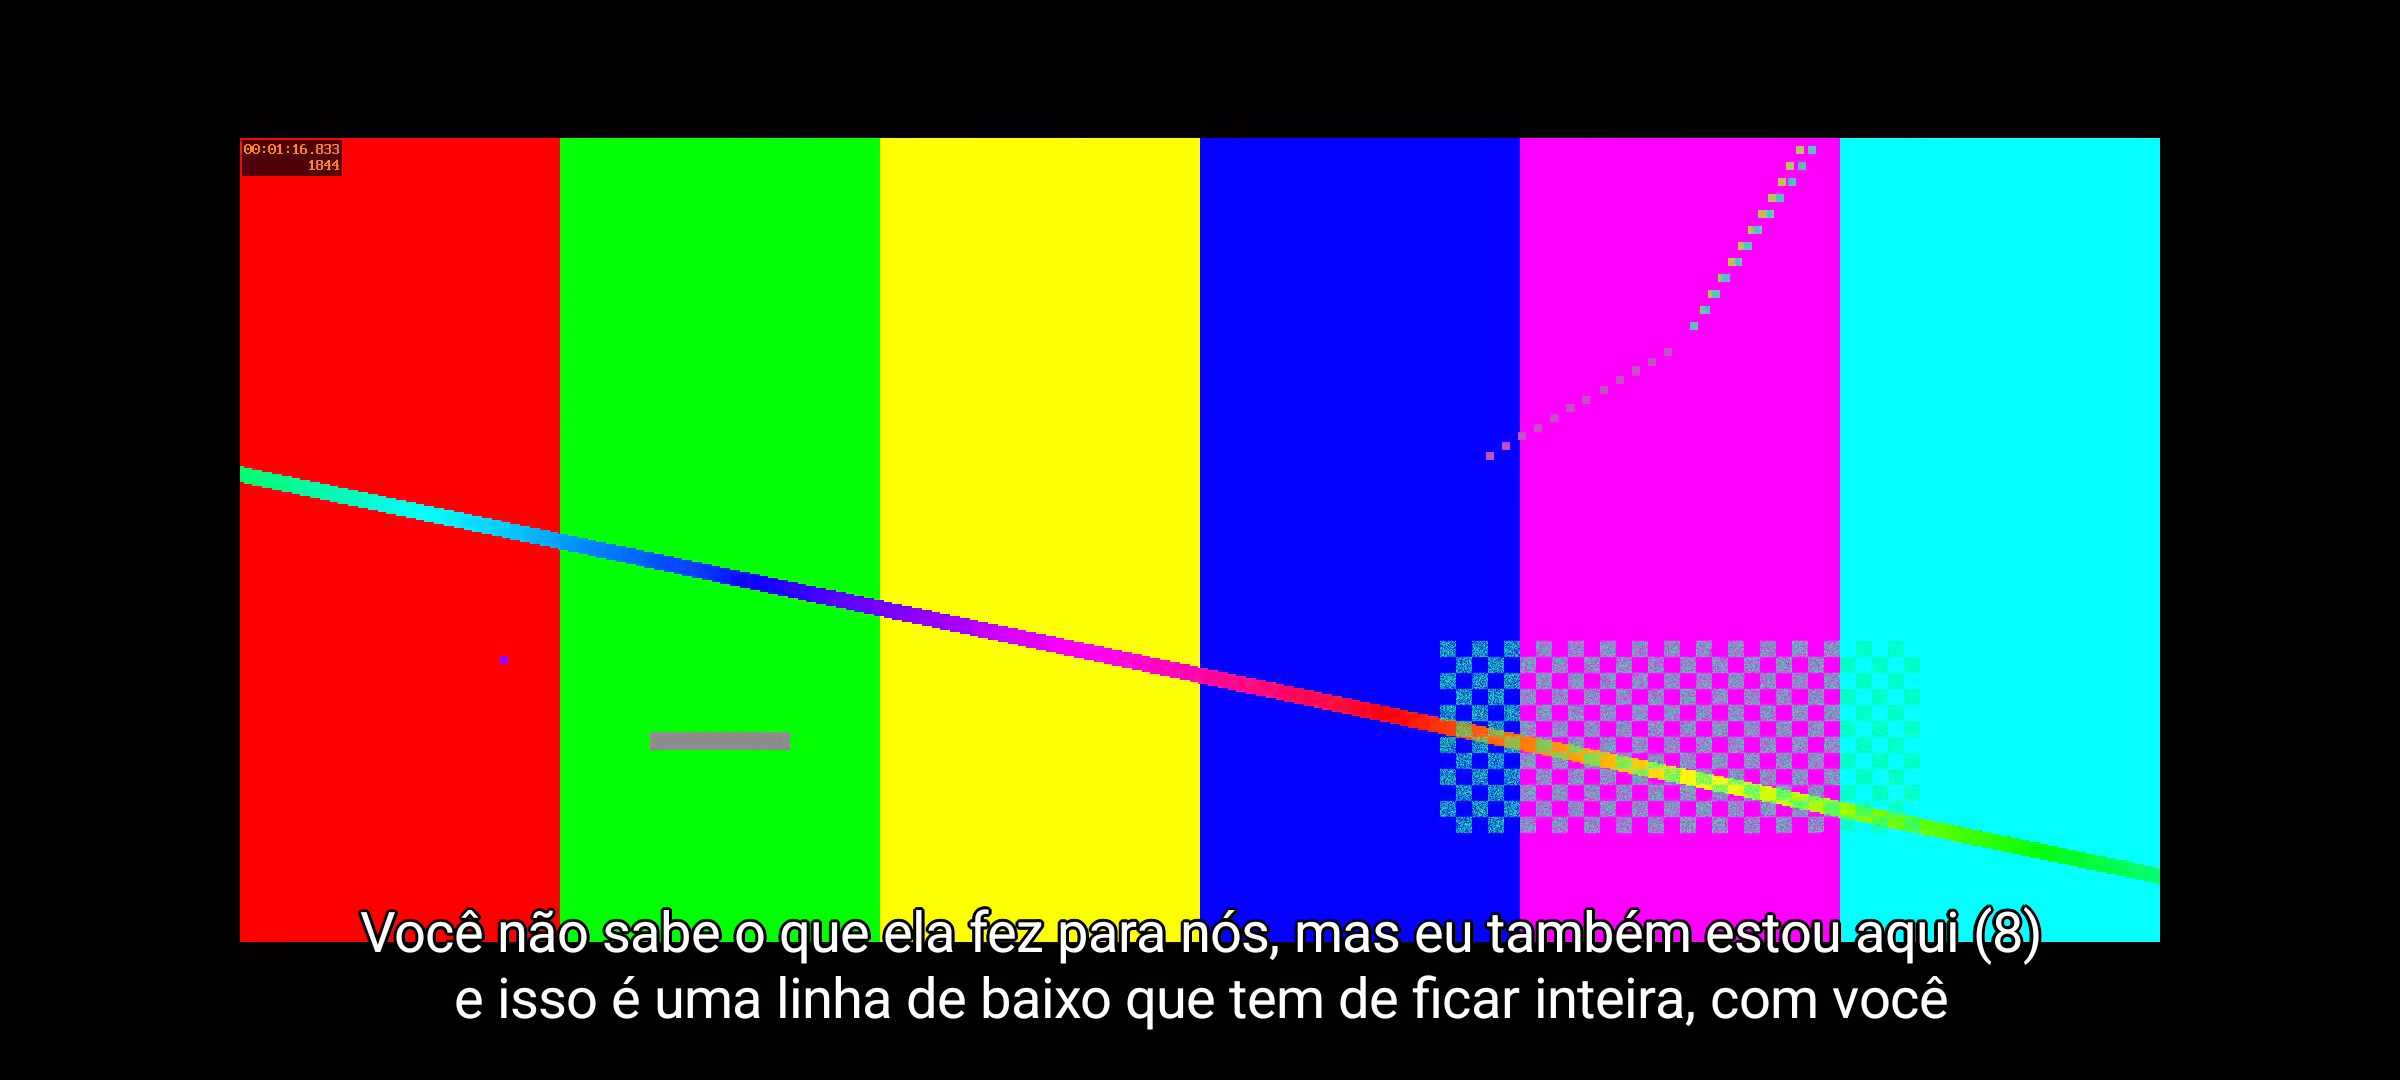 00:01:16.833
1844
Você não sabe o que ela fez para nós, mas eu também estou aqui (8)
e isso é uma linha de baixo que tem de ficar inteira, com você